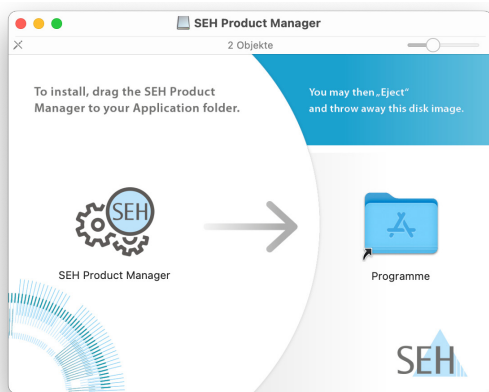 SEH Product Manager
2 Objekte
To install, drag the SEH Product
Manager to your Application folder.
You may then „Eject“
and throw away this disk image.
SEH
SEH Product Manager
Programme
SEH